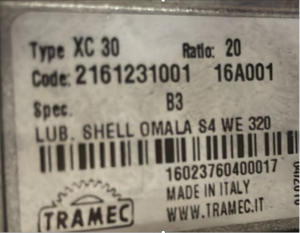 Type XC 30 Ratio: 20
Code: 2161231001 16A001
Spec. B3
LUB. SHELL OMALA S4 WE 320
16023760400017
MADE IN ITALY
TRAMEC WWW.TRAMEC.IT